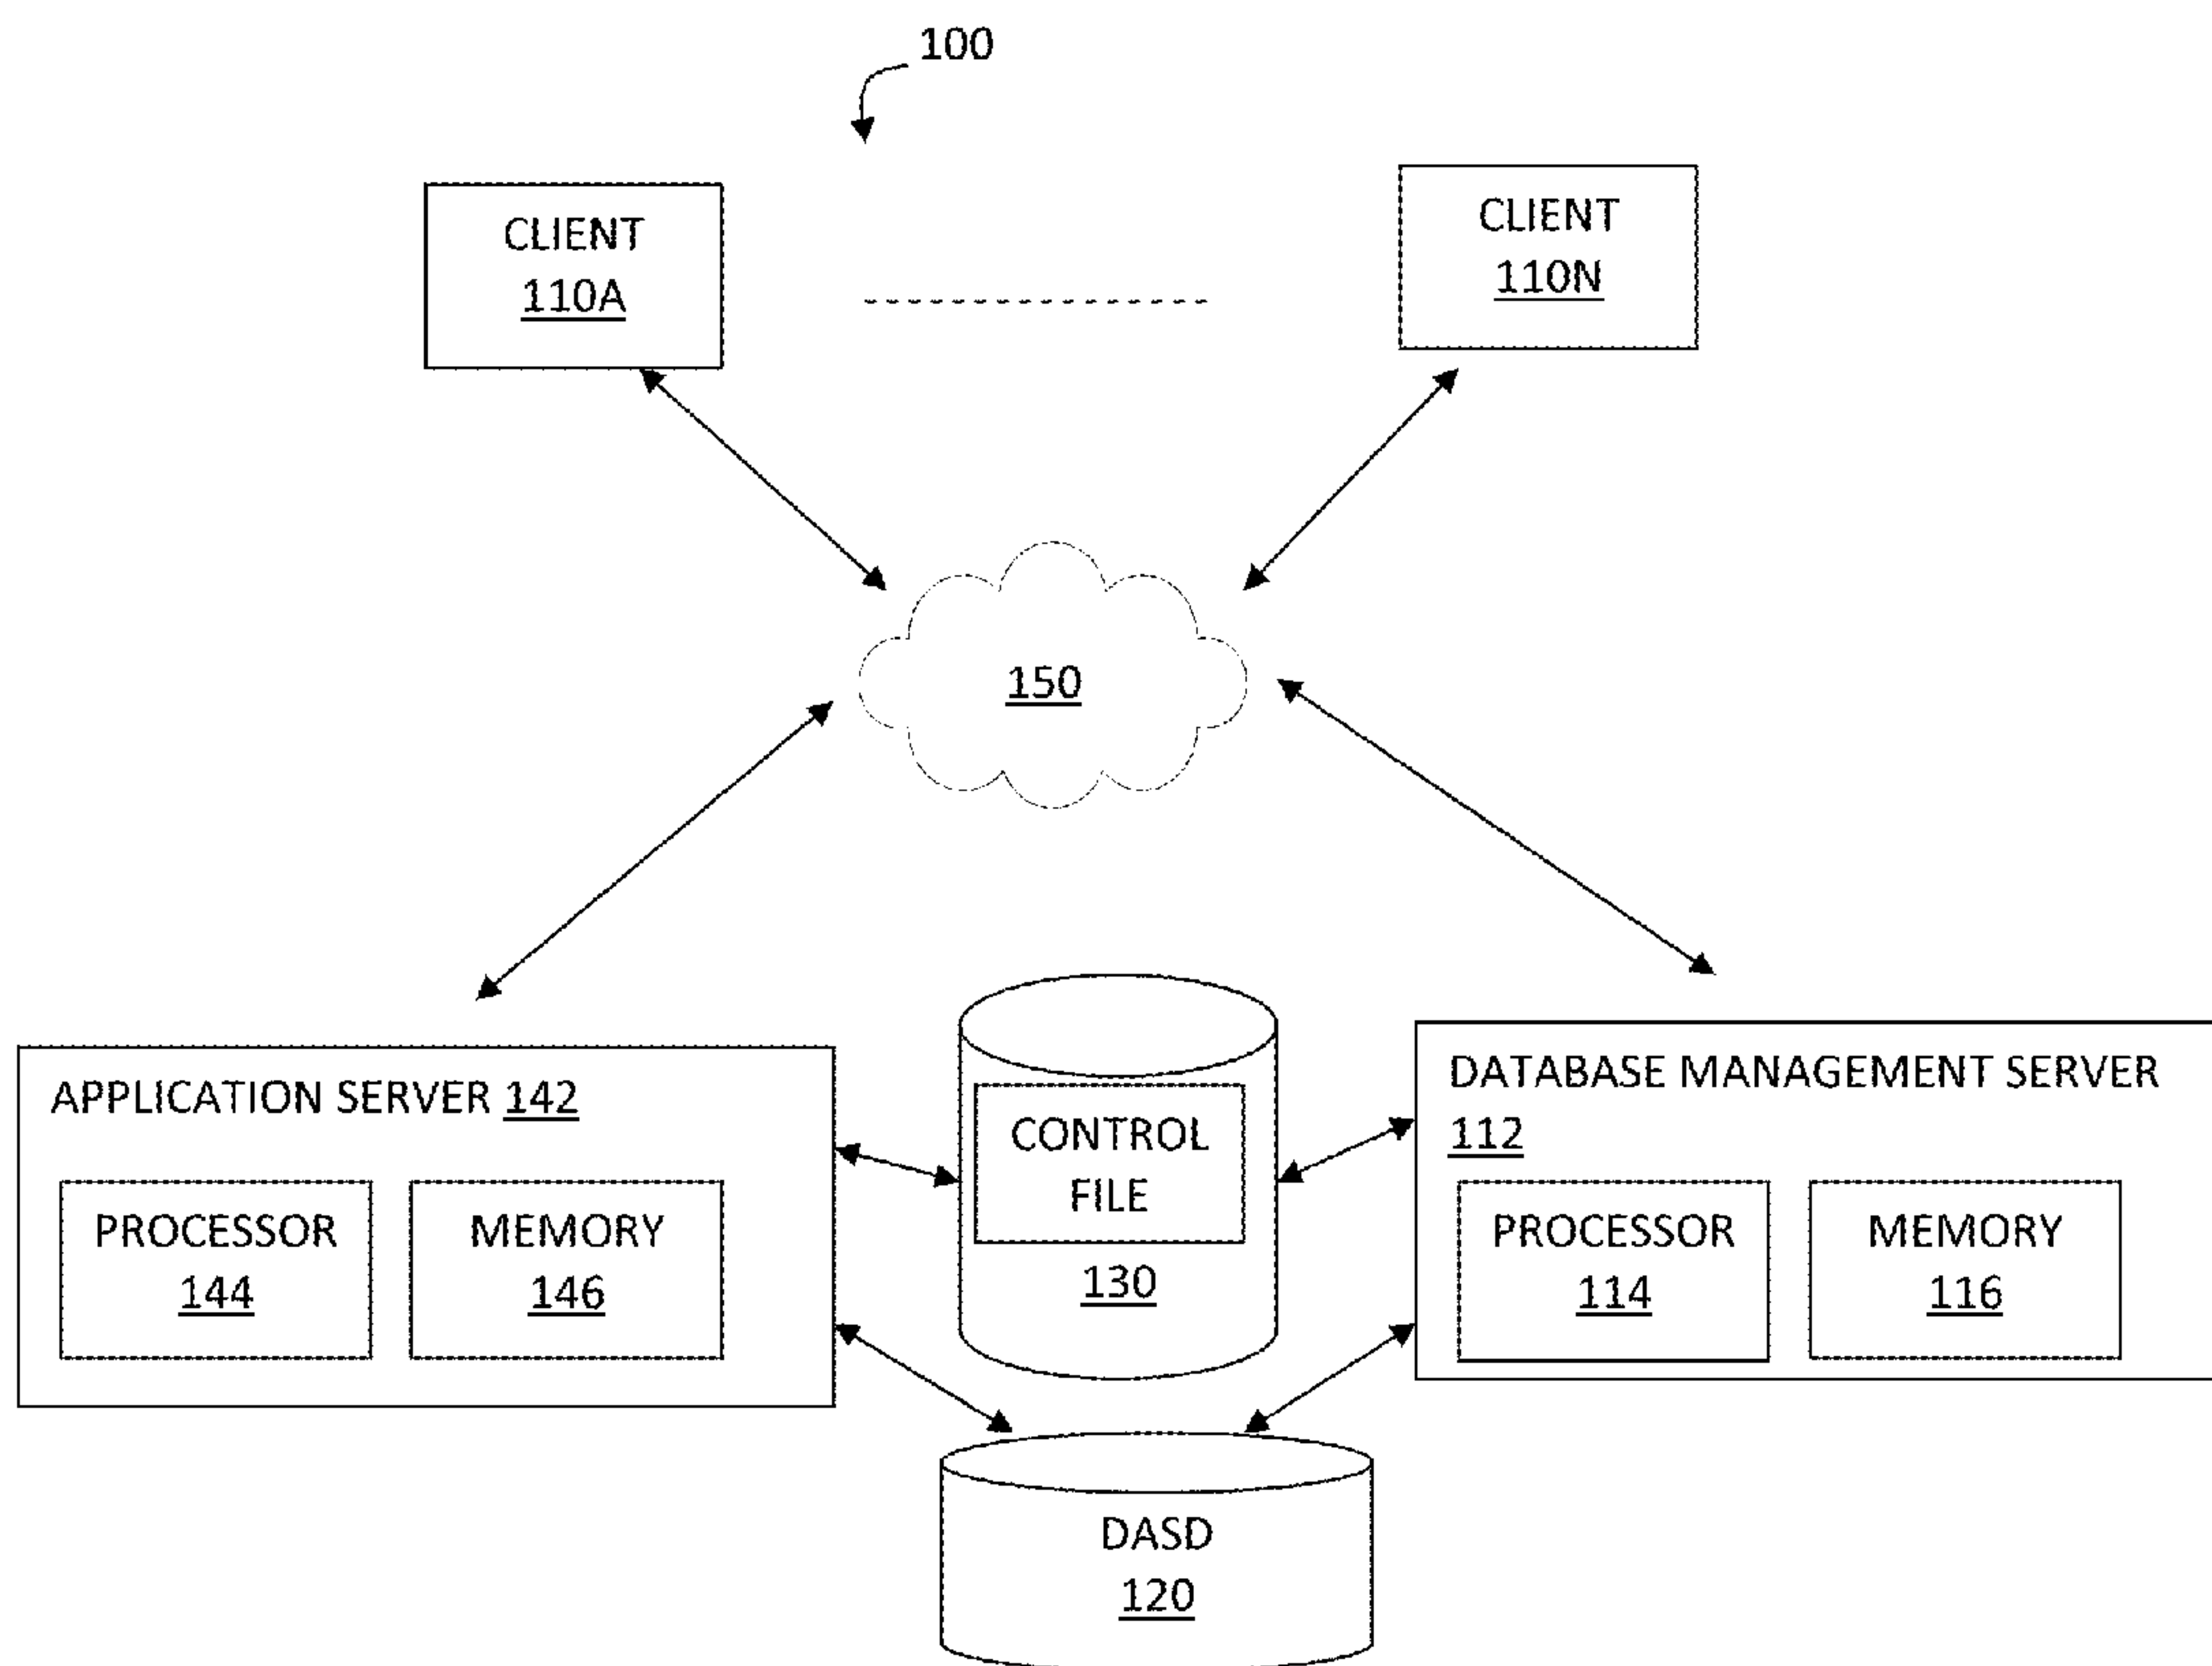 100
CLIENT
110A
CLIENT
110N
150
APPLICATION SERVER 142
PROCESSOR
144
MEMORY
146
CONTROL
FILE
130
DATABASE MANAGEMENT SERVER
112
PROCESSOR
114
MEMORY
116
DASD
120